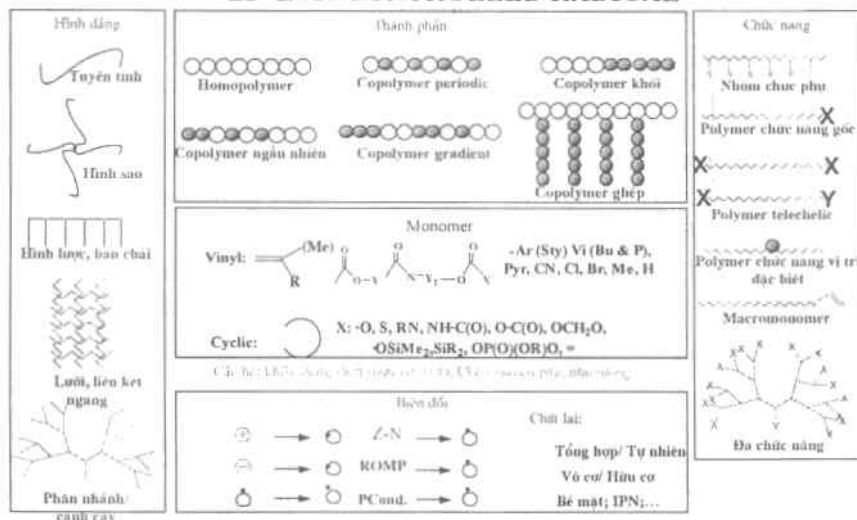 Hình dáng
Tuyến tính
Hình sao
Hình lược, bàn chải
Lưới, liên kết
ngang
Phân nhánh/
cành cây
Thành phần
Homopolymer
Copolymer periodic
Copolymer khối
Copolymer ngẫu nhiên
Copolymer gradient
Copolymer ghép
Monomer
Vinyl:
(Me)
R
-Ar (Sty) Vi (Bu & P),
Pyr, CN, Cl, Br, Me, H
Cyclic:
X: -O, S, RN, NH-C(O), O-C(O), OCH2O,
-OSiMe2,SiR2, OP(O)(OR)O, =
Biến đổi
Z-N
ROMP
PCond.
Chất lai:
Tổng hợp/ Tự nhiên
Vô cơ/ Hữu cơ
Bề mặt; IPN;...
Chức năng
Nhóm chức phụ
X
Polymer chức năng gốc
X X
X Y
Polymer telechelic
Polymer chức năng vị trí
đặc biệt
Macromonomer
Đa chức năng